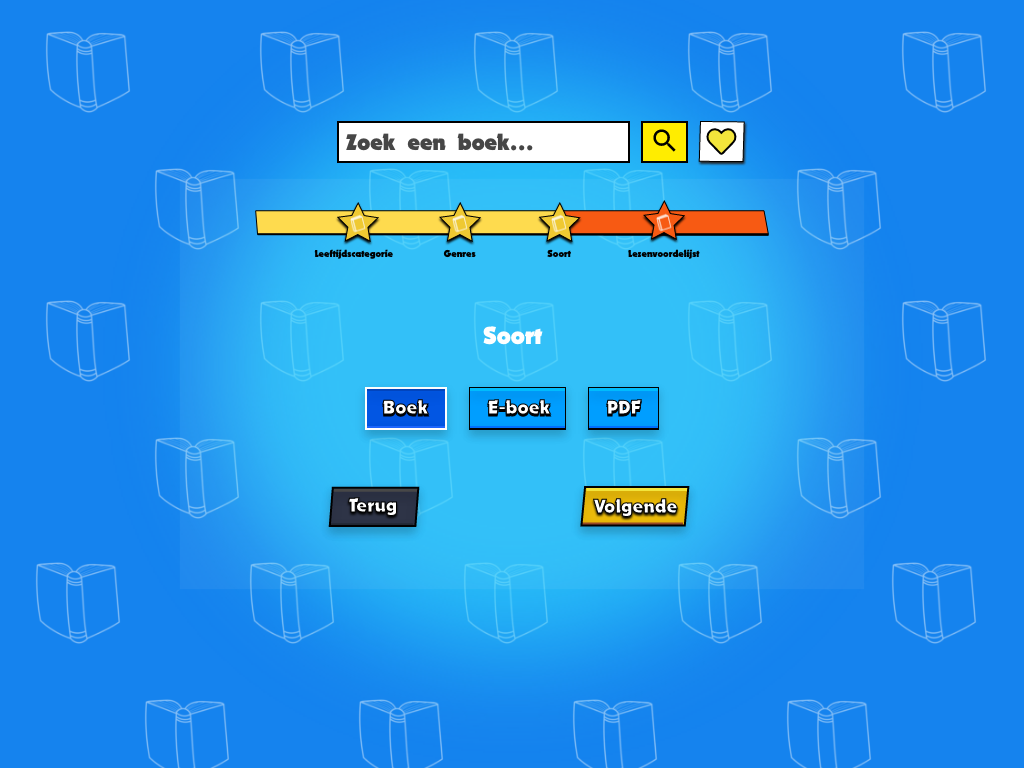 Zoek een boek...
Leeftijdscategorie Genres Soort Lezenvoordelijst
Soort
Boek E-boek PDF
Terug Volgende